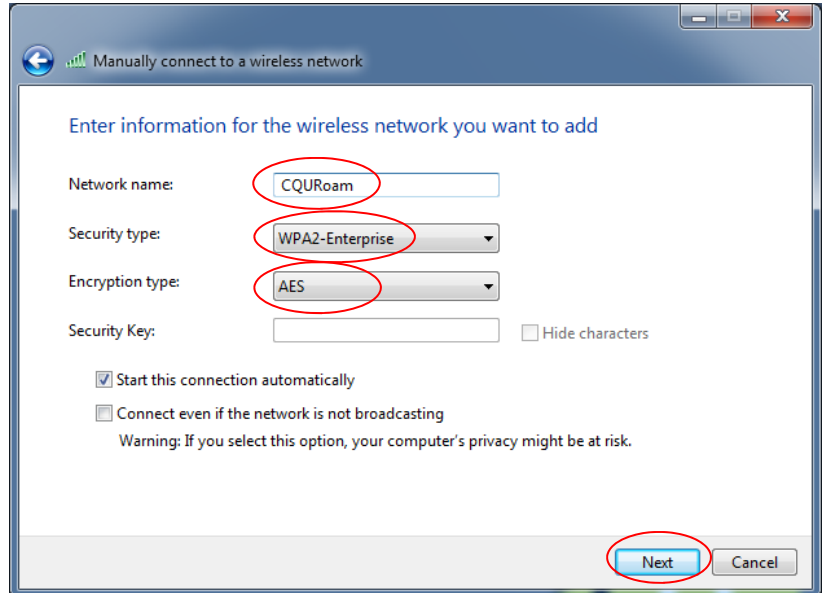 Manually connect to a wireless network
Enter information for the wireless network you want to add
Network name: CQURoam
Security type: WPA2-Enterprise
Encryption type: AES
Security Key: Hide characters
Start this connection automatically
Connect even if the network is not broadcasting
Warning: If you select this option, your computer's privacy might be at risk.
Next Cancel